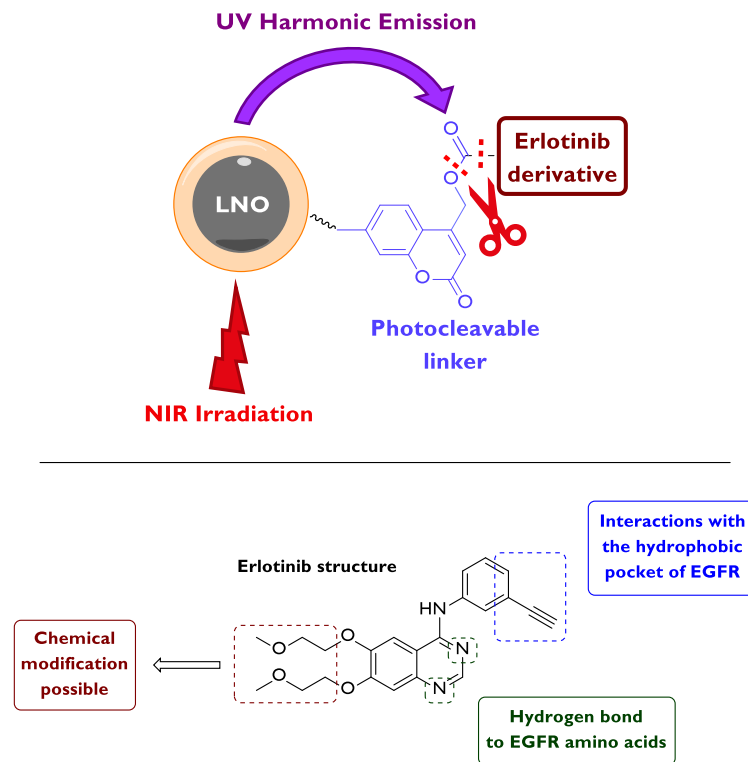 UV Harmonic Emission
O
O
Erlotinib
derivative
LNO
O
O
Photocleavable
linker
NIR Irradiation
Interactions with
the hydrophobic
pocket of EGFR
Erlotinib structure
HN
Chemical
modification
possible
O
O
N
O
O
N
Hydrogen bond
to EGFR amino acids